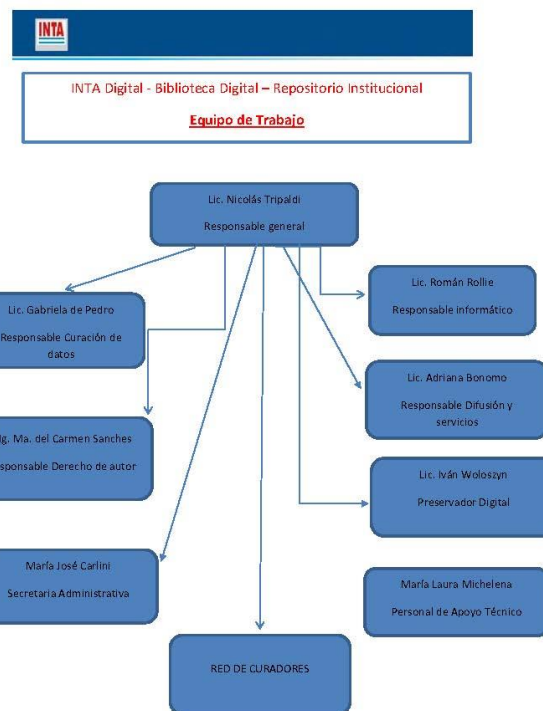 INTA
INTA Digital - Biblioteca Digital – Repositorio Institucional
Equipo de Trabajo
Lic. Nicolás Tripaldi
Responsable general
Lic. Gabriela de Pedro
Responsable Curación de
datos
Lic. Román Rollie
Responsable informático
Lic. Adriana Bonomo
Responsable Difusión y
servicios
Ma. del Carmen Sanches
Derecho de autor
Lic. Iván Woloszyn
Preservador Digital
María José Carlini
Secretaria Administrativa
María Laura Michelena
Personal de Apoyo Técnico
RED DE CURADORES